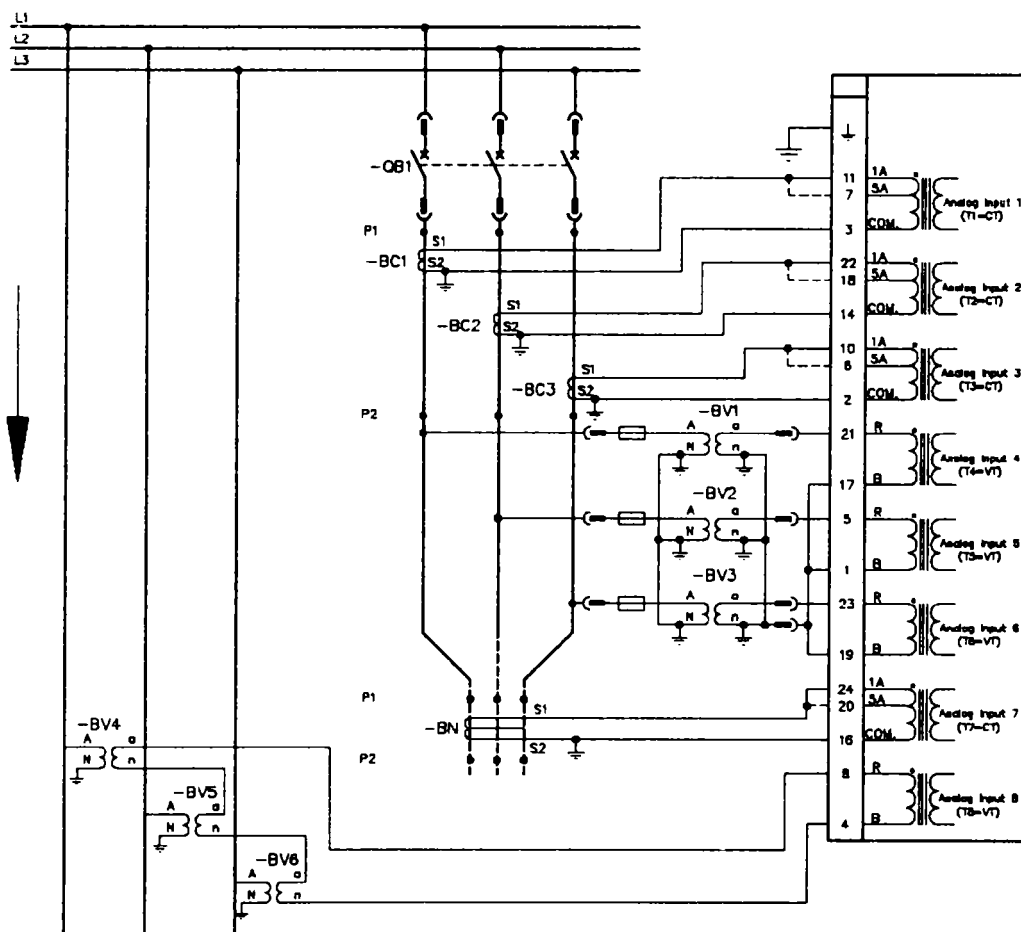 L1
L2
L3
-QB1
11 1A
7 5A
Analog Input 1
(T1=CT)
P1
S1
3 COM.
-BC1 S2
22 1A
18 5A
Analog Input 2
(T2=CT)
S1
14 COM.
-BC2 S2
10 1A
6 5A
Analog Input 3
(T3=CT)
S1
-BC3 S2
2 COM.
P2
-BV1
A a
21 R
N n
Analog Input 4
(T4=VT)
17 B
-BV2
A a
5 R
N n
Analog Input 5
(T5=VT)
1 B
-BV3
A a
23 R
N n
Analog Input 6
(T6=VT)
19 B
24 1A
P1
20 5A
S1
Analog Input 7
(T7=CT)
-BN
16 COM.
S2
P2
-BV4
A a
N n
8 R
-BV5
A a
Analog Input 8
(T8=VT)
N n
4 B
-BV6
A a
N n